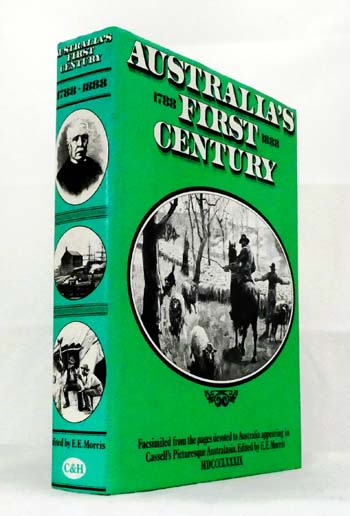 AUSTRALIA'S
FIRST
CENTURY
1788-1888
Edited by E.E. Morris
C&H
AUSTRALIA'S
1788 FIRST 1888
CENTURY
Facsimiled from the pages devoted to Australia appearing in
Cassell's Picturesque Australasia. Edited by E.E. Morris
MDCCCLXXXIX